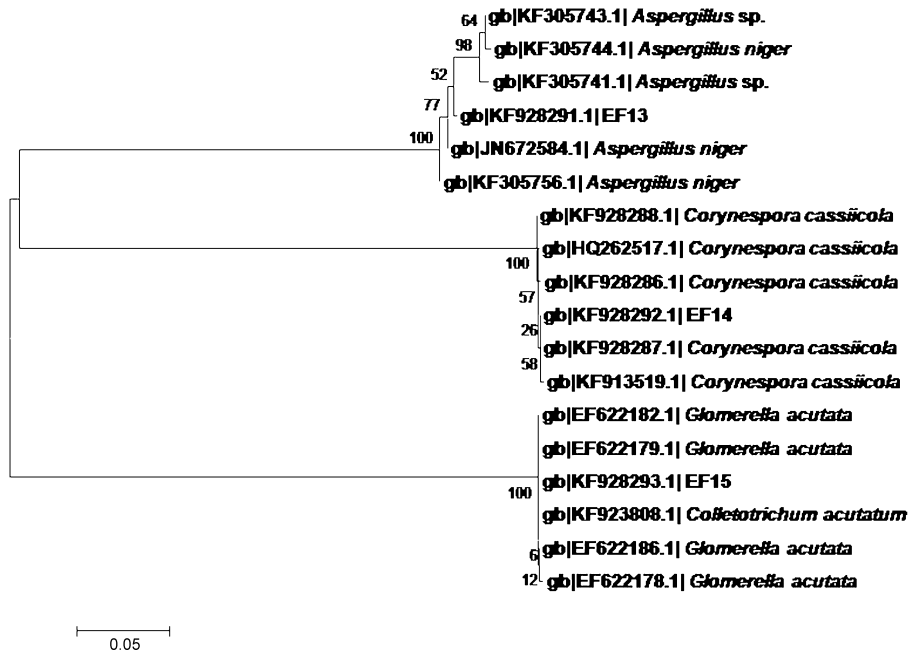 64
gb|KF305743.1| Aspergillus sp.
98
gb|KF305744.1| Aspergillus niger
52
gb|KF305741.1| Aspergillus sp.
77
gb|KF928291.1| EF13
100
gb|JN672584.1| Aspergillus niger
gb|KF305756.1| Aspergillus niger
gb|KF928288.1| Corynespora cassiicola
gb|HQ262517.1| Corynespora cassiicola
100
gb|KF928286.1| Corynespora cassiicola
57
gb|KF928292.1| EF14
26
gb|KF928287.1| Corynespora cassiicola
58
gb|KF913519.1| Corynespora cassiicola
gb|EF622182.1| Glomerella acutata
gb|EF622179.1| Glomerella acutata
gb|KF928293.1| EF15
100
gb|KF923808.1| Colletotrichum acutatum
gb|EF622186.1| Glomerella acutata
6
12
gb|EF622178.1| Glomerella acutata
0.05